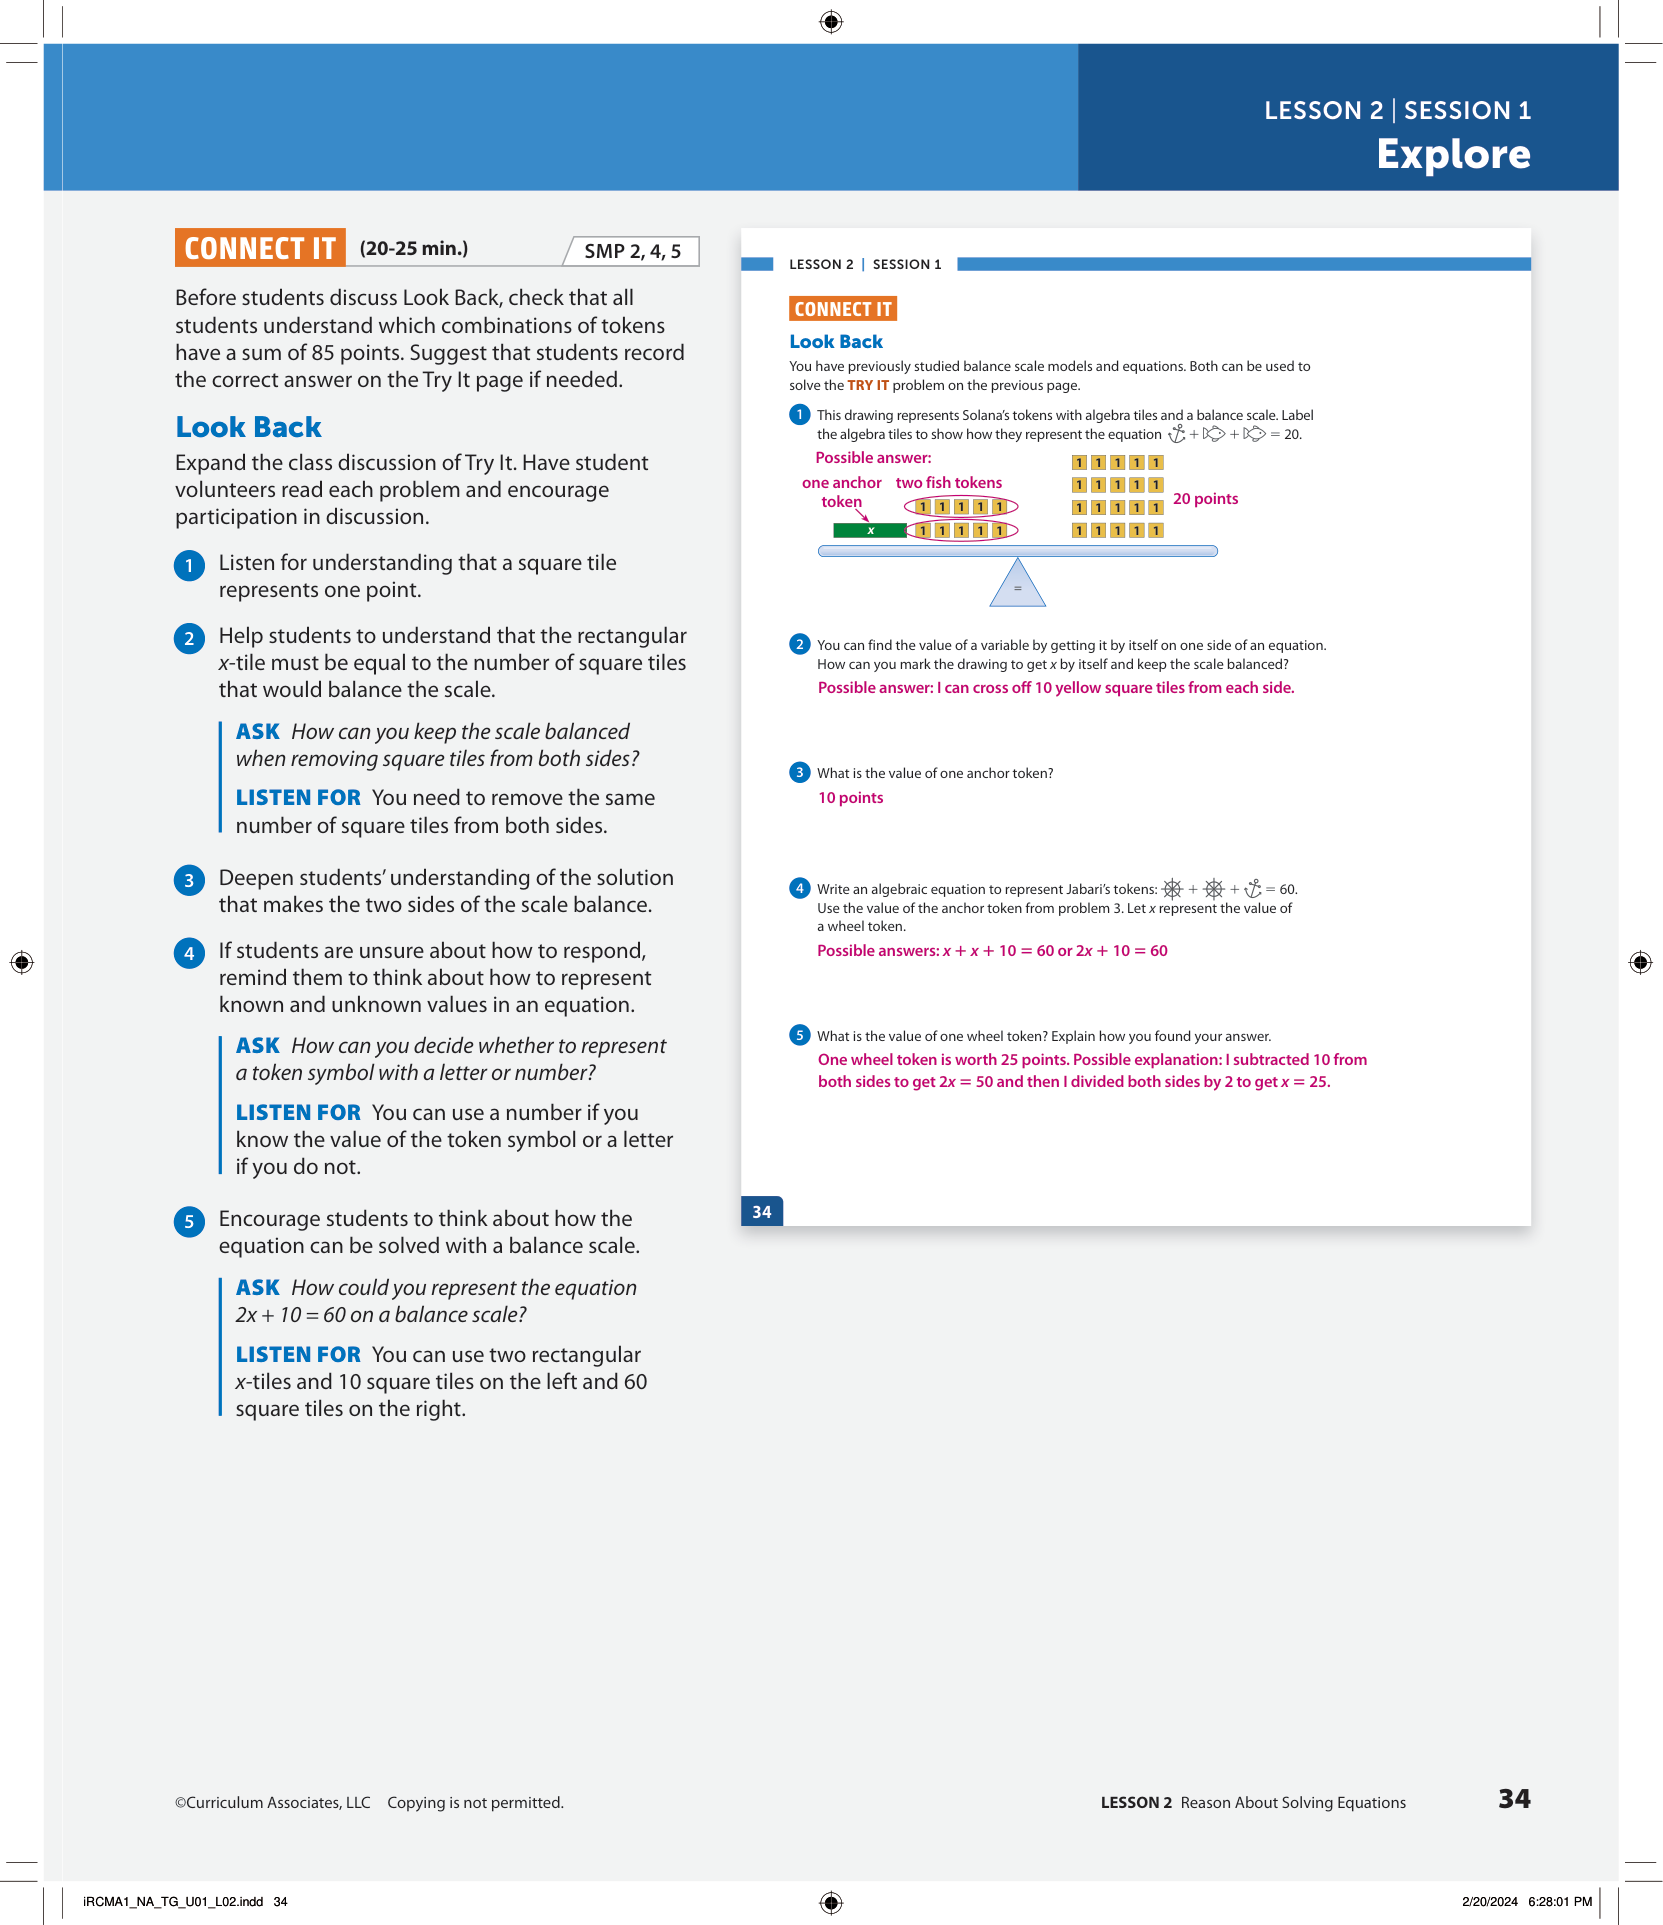 LESSON 2 | SESSION 1
Explore
CONNECT IT (20-25 min.) SMP 2, 4, 5
Before students discuss Look Back, check that all
students understand which combinations of tokens
have a sum of 85 points. Suggest that students record
the correct answer on the Try It page if needed.
Look Back
Expand the class discussion of Try It. Have student
volunteers read each problem and encourage
participation in discussion.
1 Listen for understanding that a square tile
represents one point.
2 Help students to understand that the rectangular
x-tile must be equal to the number of square tiles
that would balance the scale.
ASK How can you keep the scale balanced
when removing square tiles from both sides?
LISTEN FOR You need to remove the same
number of square tiles from both sides.
3 Deepen students' understanding of the solution
that makes the two sides of the scale balance.
4 If students are unsure about how to respond,
remind them to think about how to represent
known and unknown values in an equation.
ASK How can you decide whether to represent
a token symbol with a letter or number?
LISTEN FOR You can use a number if you
know the value of the token symbol or a letter
if you do not.
5 Encourage students to think about how the
equation can be solved with a balance scale.
ASK How could you represent the equation
2x + 10 = 60 on a balance scale?
LISTEN FOR You can use two rectangular
x-tiles and 10 square tiles on the left and 60
square tiles on the right.
LESSON 2 | SESSION 1
CONNECT IT
Look Back
You have previously studied balance scale models and equations. Both can be used to
solve the TRY IT problem on the previous page.
1 This drawing represents Solana's tokens with algebra tiles and a balance scale. Label
the algebra tiles to show how they represent the equation + + = 20.
Possible answer:
one anchor
token
two fish tokens
1 1 1 1 1
x 1 1 1 1 1
1 1 1 1 1
1 1 1 1 1
1 1 1 1 1
1 1 1 1 1
20 points
=
2 You can find the value of a variable by getting it by itself on one side of an equation.
How can you mark the drawing to get x by itself and keep the scale balanced?
Possible answer: I can cross off 10 yellow square tiles from each side.
3 What is the value of one anchor token?
10 points
4 Write an algebraic equation to represent Jabari's tokens: + + = 60.
Use the value of the anchor token from problem 3. Let x represent the value of
a wheel token.
Possible answers: x + x + 10 = 60 or 2x + 10 = 60
5 What is the value of one wheel token? Explain how you found your answer.
One wheel token is worth 25 points. Possible explanation: I subtracted 10 from
both sides to get 2x = 50 and then I divided both sides by 2 to get x = 25.
34
©Curriculum Associates, LLC Copying is not permitted.
LESSON 2 Reason About Solving Equations 34
iRCMA1_NA_TG_U01_L02.indd 34
2/20/2024 6:28:01 PM